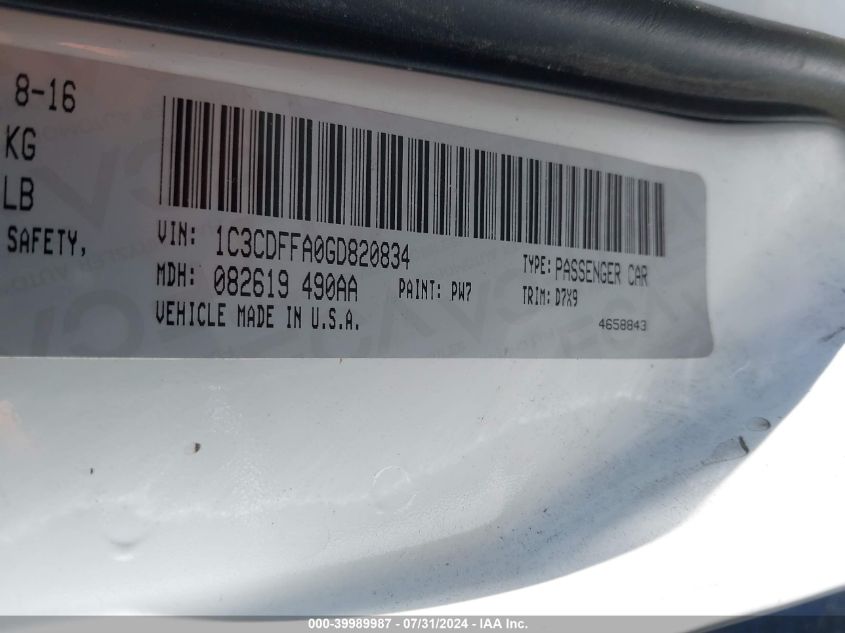 8-16
KG
LB
SAFETY,
VIN: 1C3CDFFA0GD820834
TYPE: PASSENGER CAR
MDH: 082619 490AA
PAINT: PW7
TRIM: D7X9
VEHICLE MADE IN U.S.A.
4658843
000-39989987 - 07/31/2024 - IAA Inc.